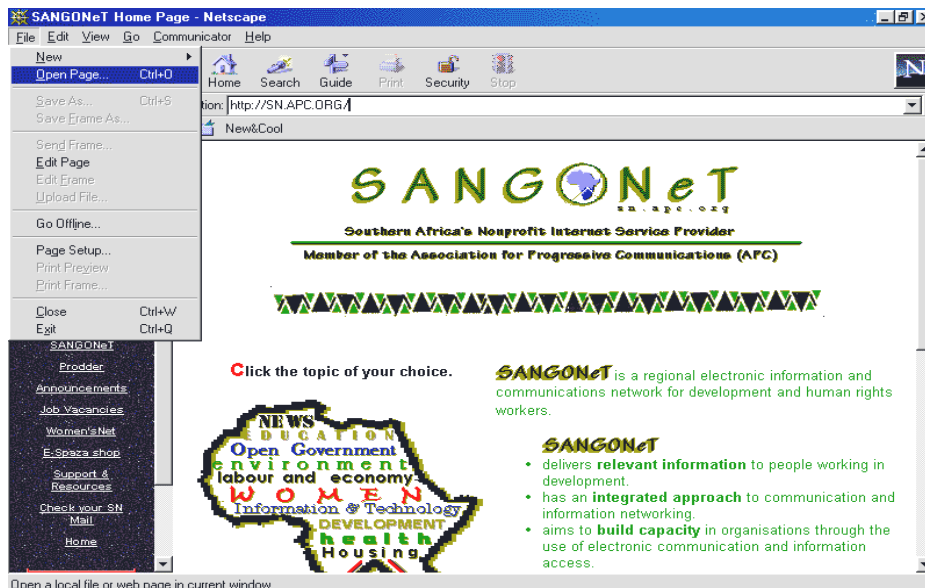 SANGONeT Home Page - Netscape
File Edit View Go Communicator Help
New
Open Page... Ctrl+O
Save As... Ctrl+S
Save Frame As...
Send Frame...
Edit Page
Edit Frame
Upload File...
Go Offline...
Page Setup...
Print Preview
Print Frame...
Close Ctrl+W
Exit Ctrl+Q
Home Search Guide Print Security Stop
N
tion: http://SN.APC.ORG/
New&Cool
SANGONeT
sn.apc.org
Southern Africa's Nonprofit Internet Service Provider
Member of the Association for Progressive Communications (APC)
SANGONeT
Prodder
Announcements
Job Vacancies
Women'sNet
E-Spaza shop
Support &
Resources
Check your SN
Mail
Home
Click the topic of your choice.
NEWS
EDUCATION
Open Government
environment
labour and economy
WOMEN
Information & Technology
DEVELOPMENT
health
Housing
SANGONeT is a regional electronic information and
communications network for development and human rights
workers.
SANGONeT
• delivers relevant information to people working in
development.
• has an integrated approach to communication and
information networking.
• aims to build capacity in organisations through the
use of electronic communication and information
access.
Open a local file or web page in current window